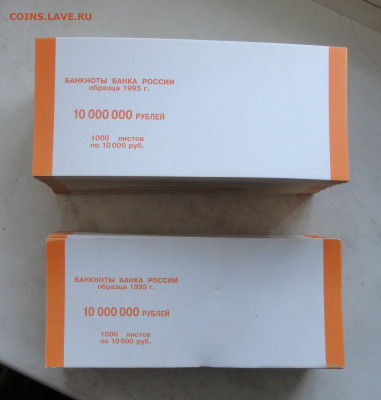 COINS.LAVE.RU
БАНКНОТЫ БАНКА РОССИИ
образца 1995 г.
10 000 000 РУБЛЕЙ
1000 листов
по 10 000 руб.
БАНКНОТЫ БАНКА РОССИИ
образца 1995 г.
10 000 000 РУБЛЕЙ
1000 листов
по 10 000 руб.